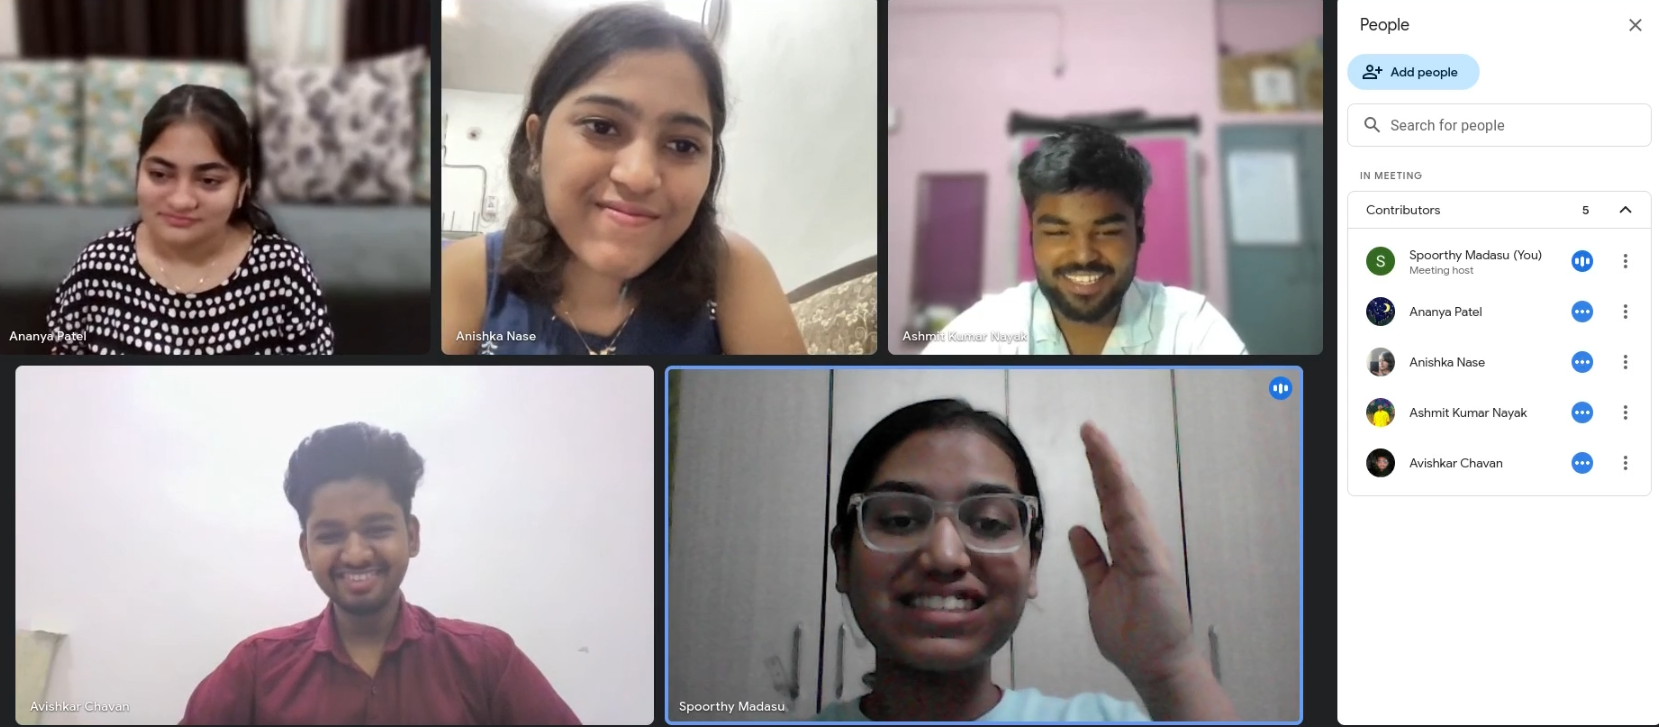 Ananya Patel
Anishka Nase
Ashmit Kumar Nayak
Avishkar Chavan
Spoorthy Madasu
People
Add people
Search for people
IN MEETING
Contributors 5
S
Spoorthy Madasu (You)
Meeting host
Ananya Patel
Anishka Nase
Ashmit Kumar Nayak
Avishkar Chavan